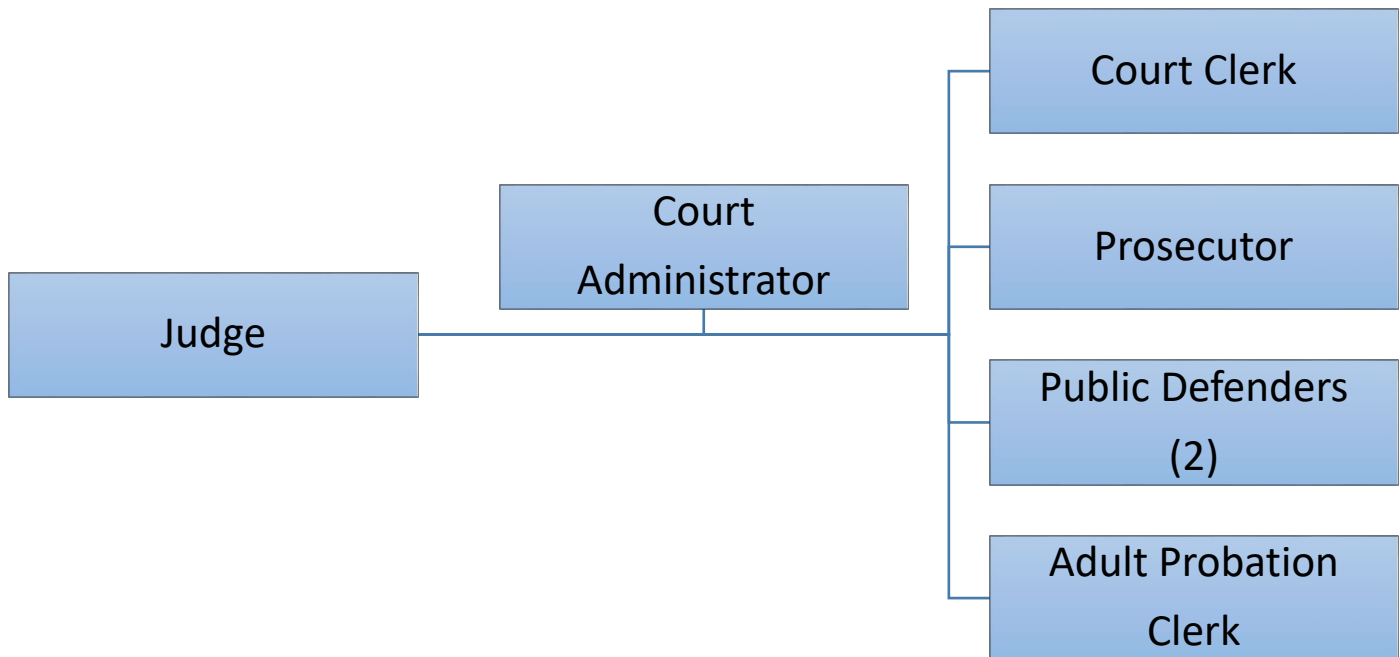 Judge
Court
Administrator
Court Clerk
Prosecutor
Public Defenders
(2)
Adult Probation
Clerk